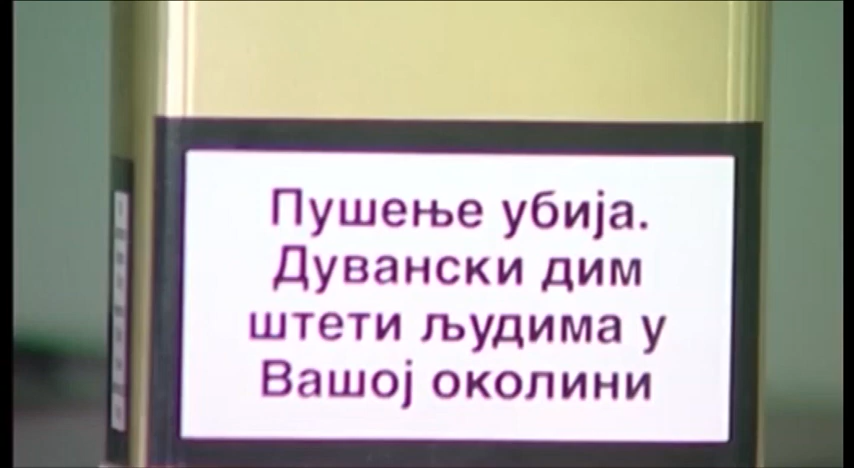 Пушење убија.
Дувански дим
штети људима у
Вашој околини